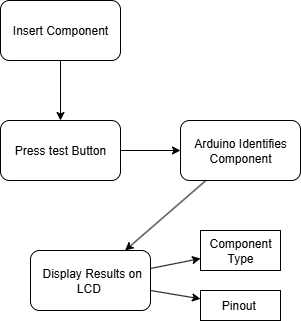 Insert Component
Press test Button
Arduino Identifies
Component
Display Results on
LCD
Component
Type
Pinout